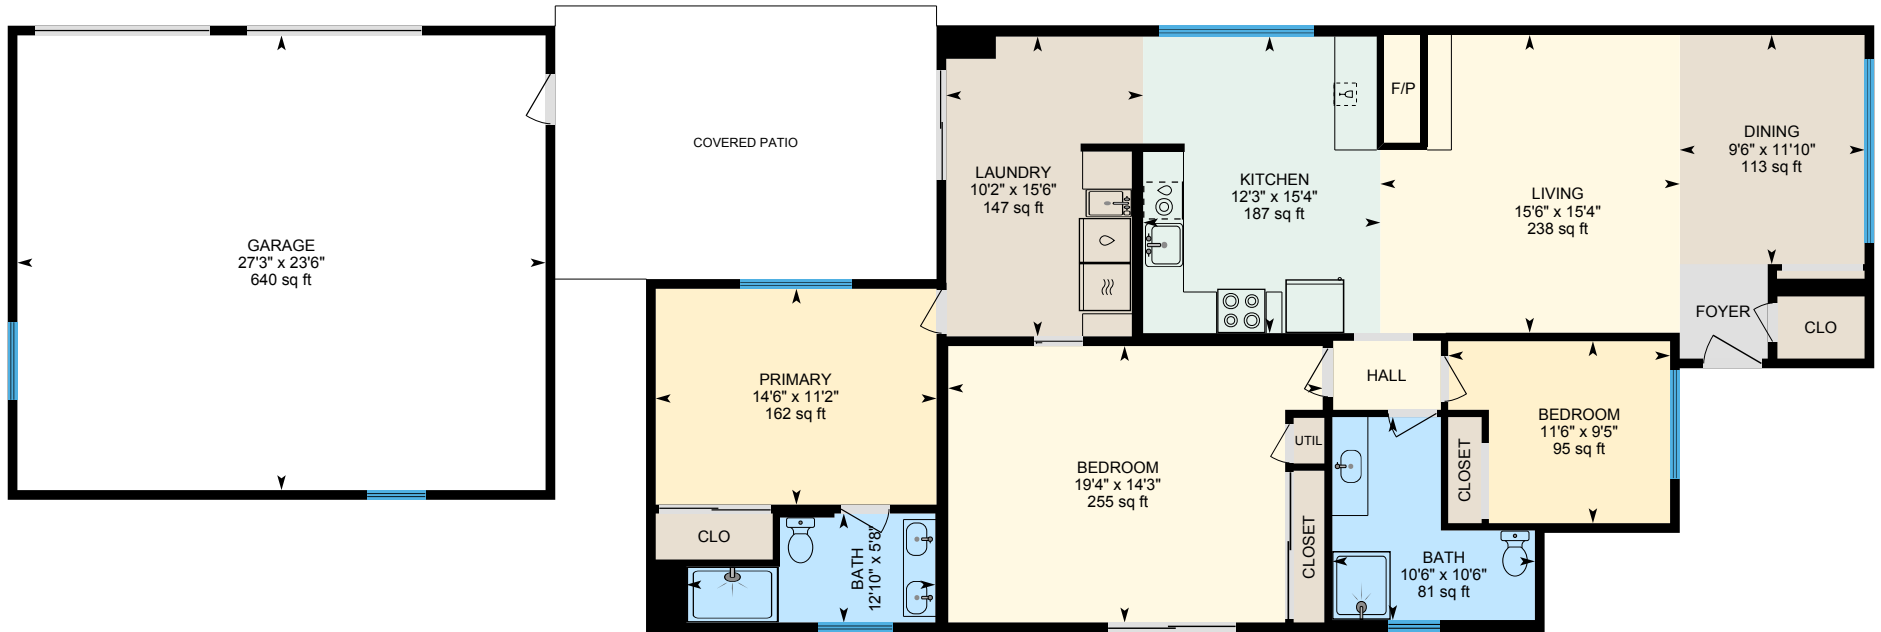 COVERED PATIO
GARAGE
27'3" x 23'6"
640 sq ft
LAUNDRY
10'2" x 15'6"
147 sq ft
KITCHEN
12'3" x 15'4"
187 sq ft
F/P
LIVING
15'6" x 15'4"
238 sq ft
DINING
9'6" x 11'10"
113 sq ft
FOYER
CLO
PRIMARY
14'6" x 11'2"
162 sq ft
CLO
BATH
12'10" x 5'8"
BEDROOM
19'4" x 14'3"
255 sq ft
UTIL
CLOSET
HALL
BATH
10'6" x 10'6"
81 sq ft
CLOSET
BEDROOM
11'6" x 9'5"
95 sq ft